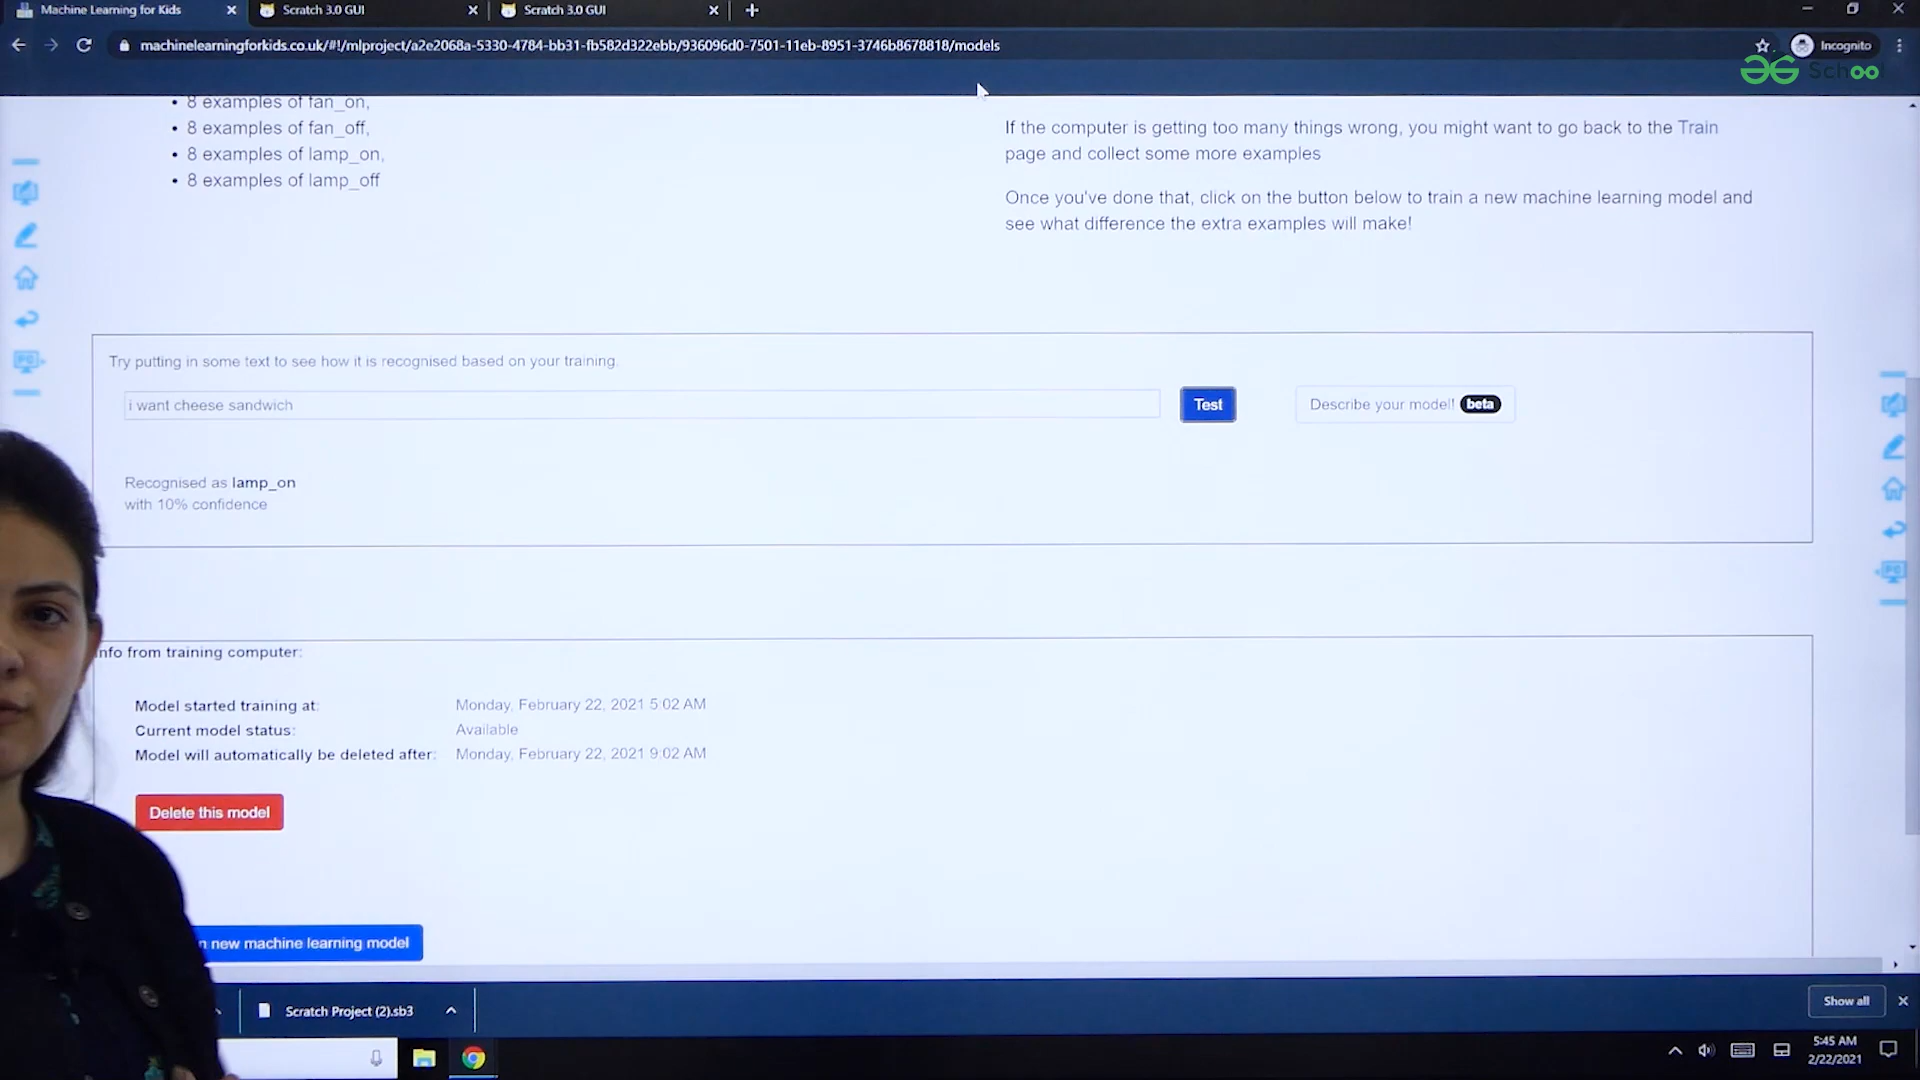 Machine Learning for Kids
Scratch 3.0 GUI
Scratch 3.0 GUI
machinelearningforkids.co.uk/#!/mlproject/a2e2068a-5330-4784-bb31-fb582d322ebb/936096d0-7501-11eb-8951-3746b8678818/models
Incognito
Schoo
8 examples of fan_on,
8 examples of fan_off,
8 examples of lamp_on,
8 examples of lamp_off
If the computer is getting too many things wrong, you might want to go back to the Train
page and collect some more examples
Once you've done that, click on the button below to train a new machine learning model and
see what difference the extra examples will make!
Try putting in some text to see how it is recognised based on your training.
i want cheese sandwich
Test
Describe your model! beta
Recognised as lamp_on
with 10% confidence
nfo from training computer:
Model started training at: Monday, February 22, 2021 5:02 AM
Current model status: Available
Model will automatically be deleted after: Monday, February 22, 2021 9:02 AM
Delete this model
n new machine learning model
Scratch Project (2).sb3
Show all
5:45 AM
2/22/2021